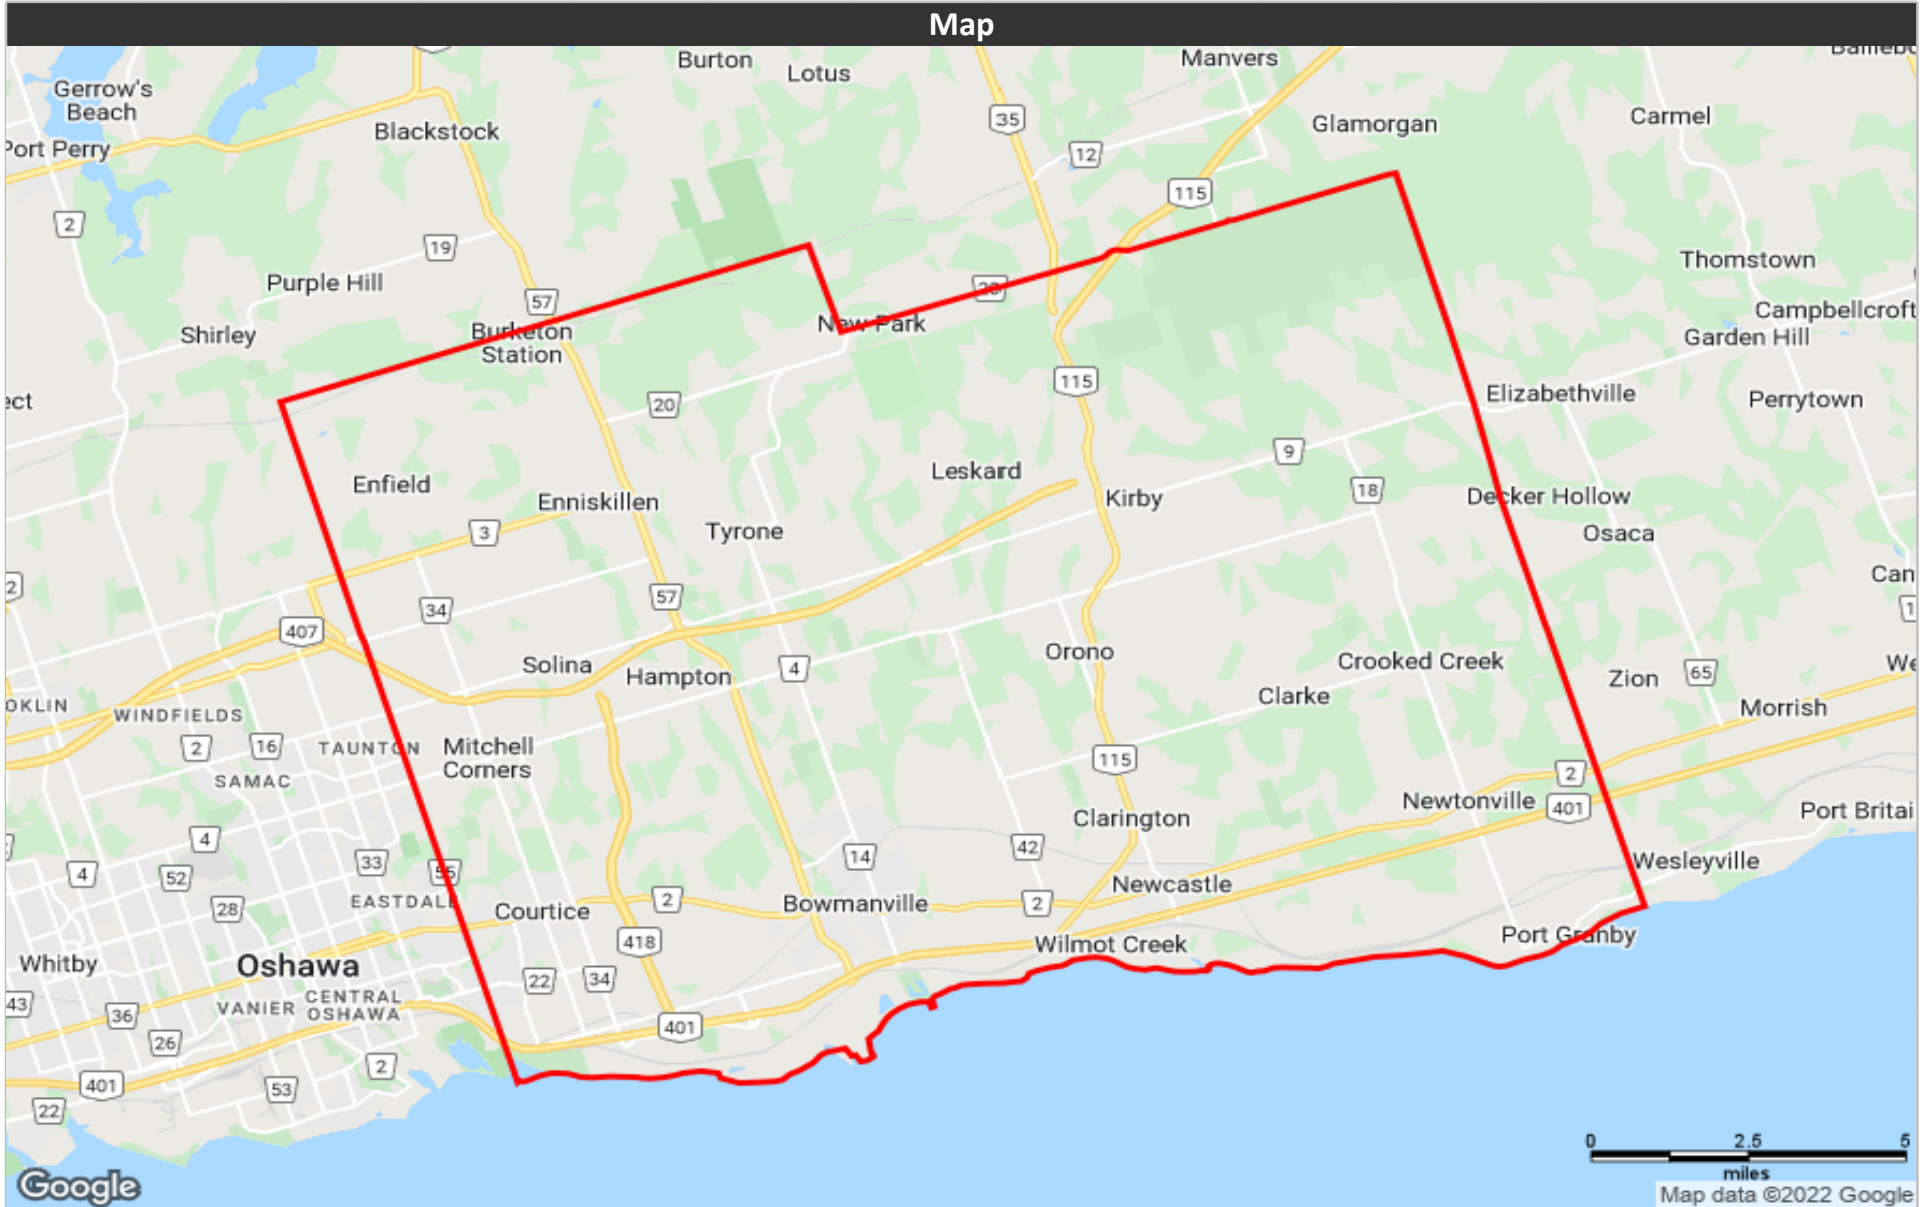 Map
Burton
Lotus
Manvers
Gerrow's
Beach
Blackstock
35
Glamorgan
Carmel
Port Perry
12
115
2
19
Purple Hill
Thomstown
57
Shirley
Burketon
Station
New Park
Campbellcroft
Garden Hill
115
20
Elizabethville
Perrytown
9
Enfield
Leskard
18
Enniskillen
Kirby
Decker Hollow
3
Tyrone
Osaca
2
34
57
407
Orono
Solina
Hampton
4
Crooked Creek
Zion
65
Clarke
Morrish
WINDFIELDS
2
16
TAUNTON
Mitchell
Corners
SAMAC
115
2
Newtonville
401
Clarington
Port Britai
4
33
14
42
Wesleyville
4
52
55
28
EASTDALE
Courtice
2
Bowmanville
2
Newcastle
418
Wilmot Creek
Port Granby
Whitby
Oshawa
22
34
43
36
VANIER
CENTRAL
OSHAWA
401
26
2
401
53
22
0
2.5
5
miles
Google
Map data ©2022 Google